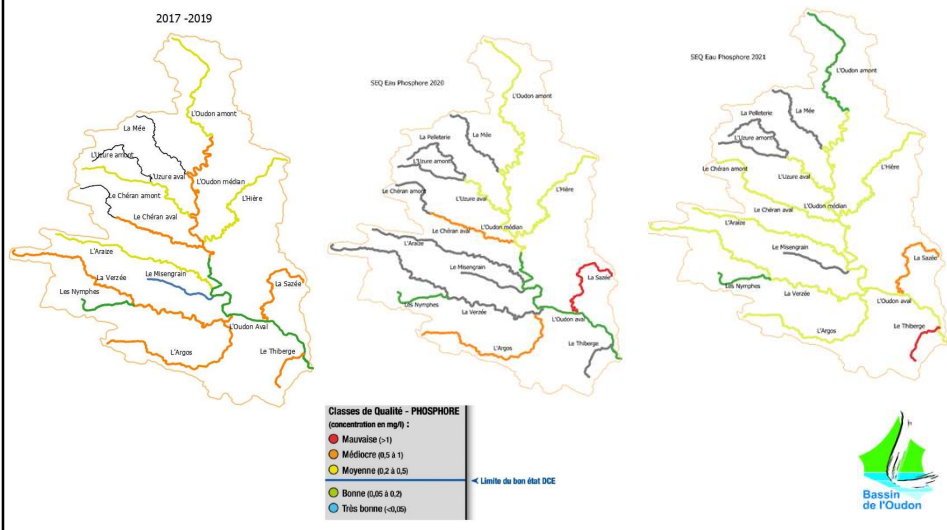 2017 -2019
L'Oudon amont
La Mée
L'Uzure amont
L'Uzure aval
L'Oudon médian
Le Chéran amont
L'Hière
Le Chéran aval
L'Araize
La Verzée
Le Misengrain
La Sazée
Les Nymphes
L'Oudon Aval
L'Argos
Le Thiberge
SEQ Eau Phosphore 2020
L'Oudon amont
La Pelleterie
La Mée
L'Uzure amont
L'Hière
Le Chéran amont
L'Uzure aval
L'Oudon médian
Le Chéran aval
L'Araize
Le Misengrain
La Sazée
Les Nymphes
La Verzée
L'Oudon aval
L'Argos
Le Thiberge
SEQ Eau Phosphore 2021
L'Oudon amont
La Pelleterie
La Mée
L'Uzure amont
Le Chéran amont
L'Uzure aval
L'Hière
L'Oudon médian
Le Chéran aval
L'Araize
Le Misengrain
La Sazée
Les Nymphes
La Verzée
L'Oudon aval
L'Argos
Le Thiberge
Classes de Qualité - PHOSPHORE
(concentration en mg/l) :
Mauvaise (>1)
Médiocre (0,5 à 1)
Moyenne (0,2 à 0,5)
Limite du bon état DCE
Bonne (0,05 à 0,2)
Très bonne (<0,05)
Bassin
de l'Oudon